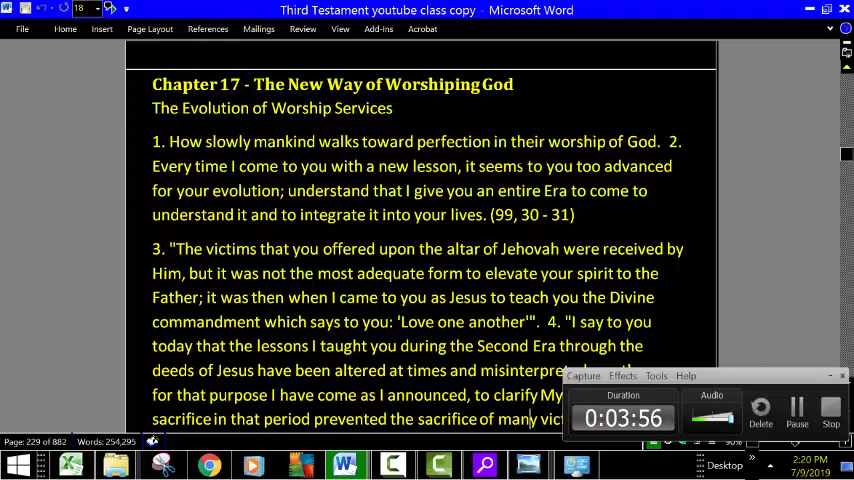 18
Third Testament youtube class copy - Microsoft Word
File Home Insert Page Layout References Mailings Review View Add-Ins Acrobat
Chapter 17 - The New Way of Worshiping God
The Evolution of Worship Services
1. How slowly mankind walks toward perfection in their worship of God. 2.
Every time I come to you with a new lesson, it seems to you too advanced
for your evolution; understand that I give you an entire Era to come to
understand it and to integrate it into your lives. (99, 30 - 31)
3. "The victims that you offered upon the altar of Jehovah were received by
Him, but it was not the most adequate form to elevate your spirit to the
Father; it was then when I came to you as Jesus to teach you the Divine
commandment which says to you: 'Love one another'". 4. "I say to you
today that the lessons I taught you during the Second Era through the
deeds of Jesus have been altered at times and
for that purpose I have come as I announced, to clarify My
sacrifice in that period prevented the sacrifice of many
Capture Effects Tools Help
Duration Audio
0:03:56
Delete Pause Stop
Page: 229 of 882 Words: 254,295 90%
Desktop
2:20 PM
7/9/2019